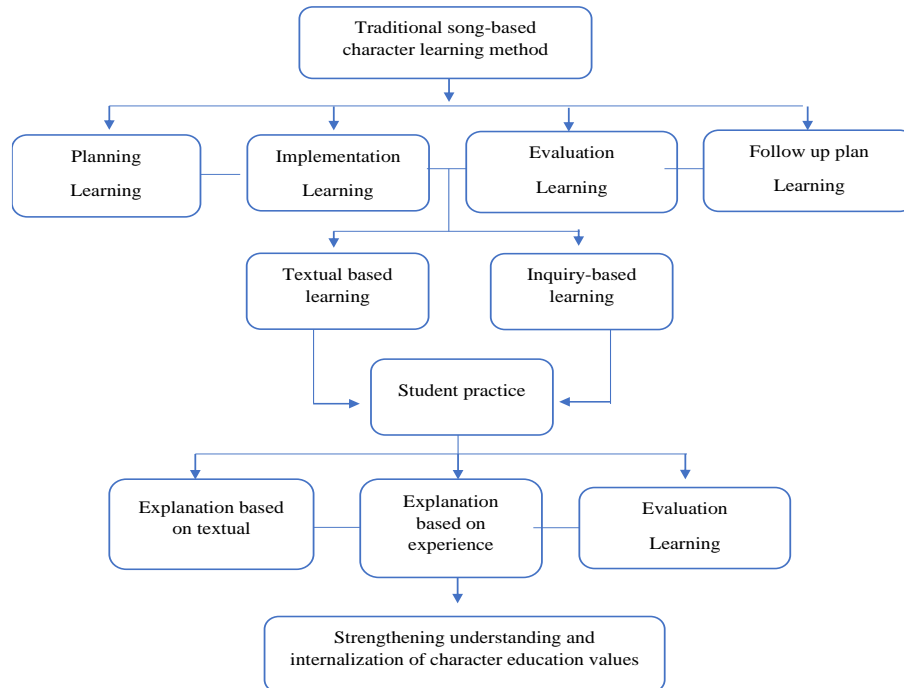 Traditional song-based
character learning method
Planning
Learning
Implementation
Learning
Evaluation
Learning
Follow up plan
Learning
Textual based
learning
Inquiry-based
learning
Student practice
Explanation based
on textual
Explanation
based on
experience
Evaluation
Learning
Strengthening understanding and
internalization of character education values